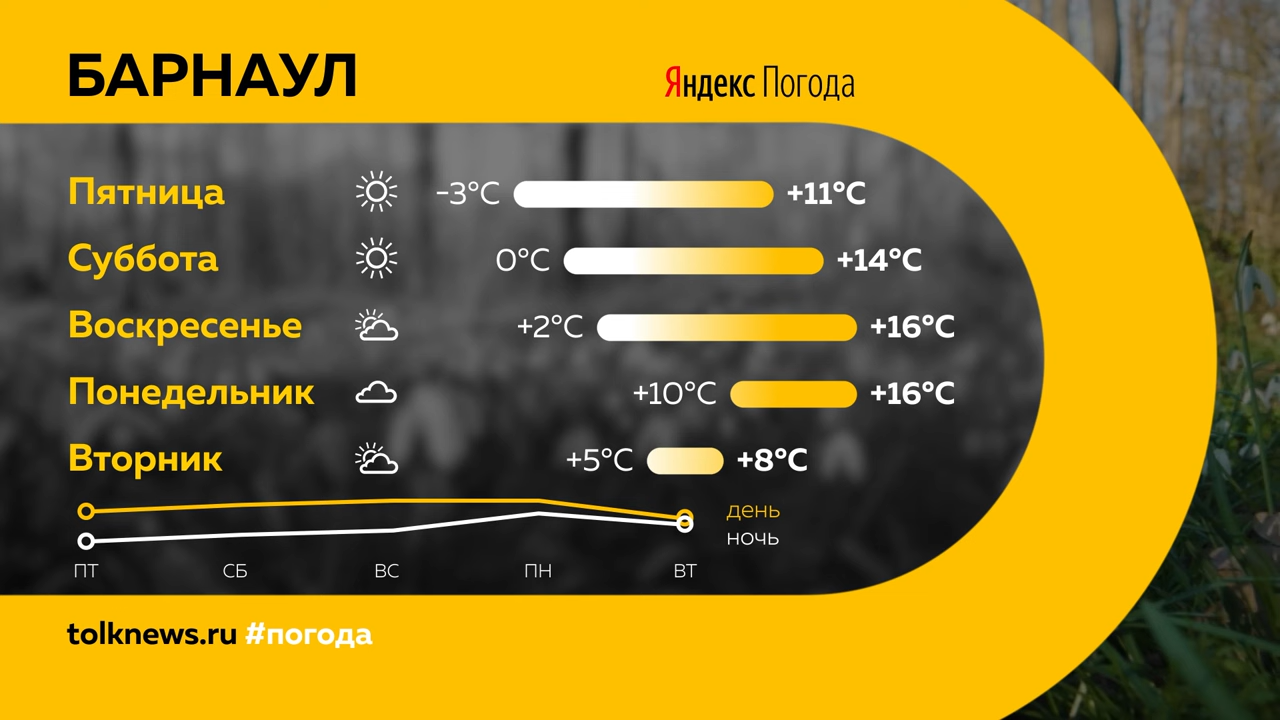 БАРНАУЛ
Яндекс Погода
Пятница -3°C +11°C
Суббота 0°C +14°C
Воскресенье +2°C +16°C
Понедельник +10°C +16°C
Вторник +5°C +8°C
день
ночь
ПТ СБ ВС ПН ВТ
tolknews.ru #погода